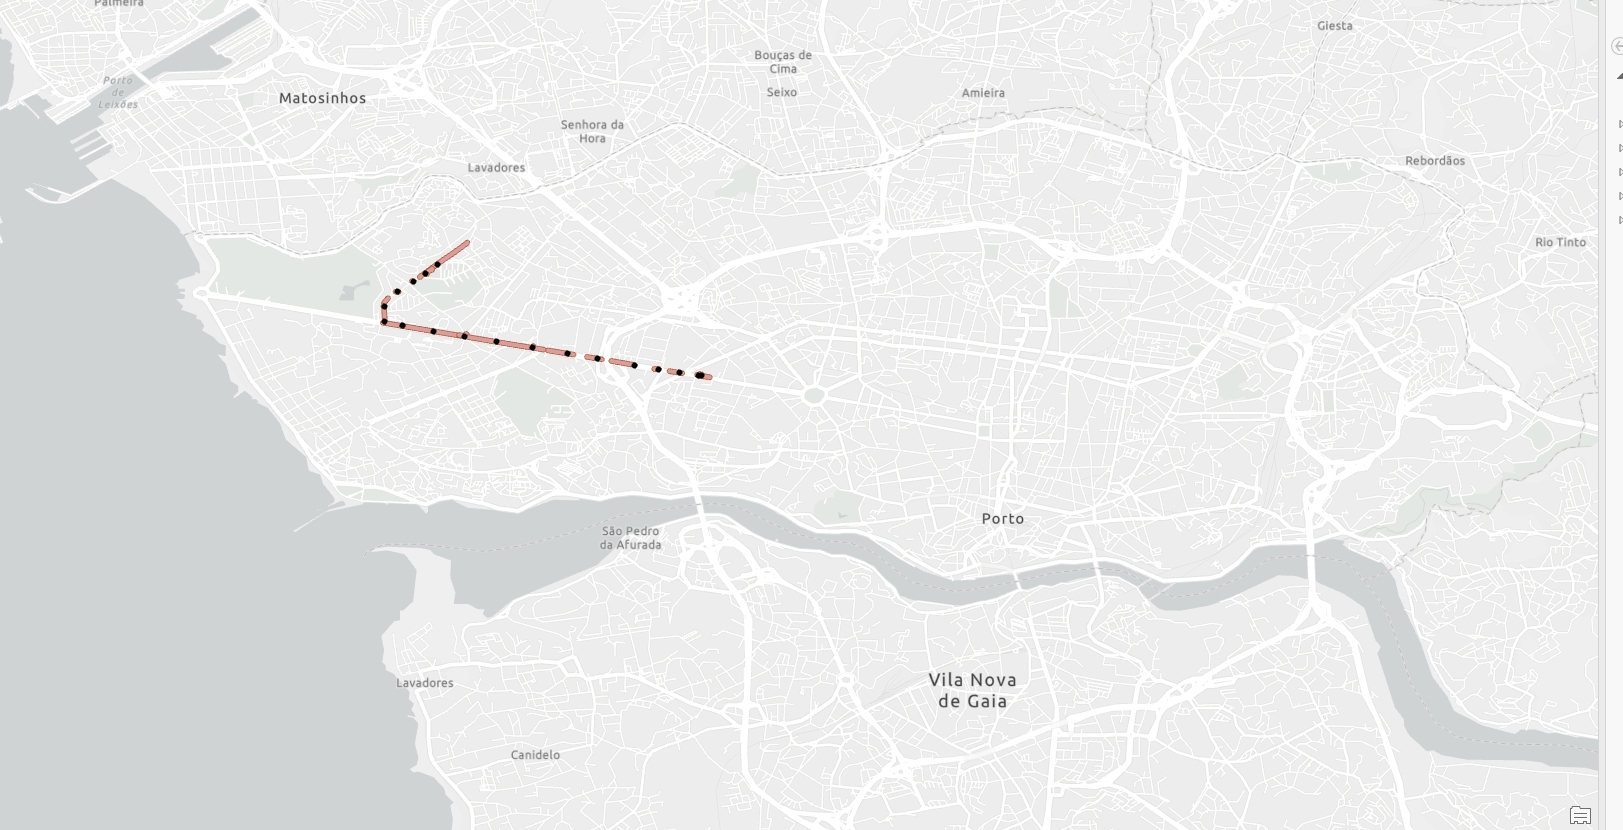 Palmeira
Giesta
Bouças de
Cima
Porto
de
Leixões
Matosinhos
Seixo
Amieira
Senhora da
Hora
Lavadores
Rebordãos
Rio Tinto
Porto
São Pedro
da Afurada
Vila Nova
de Gaia
Lavadores
Canidelo